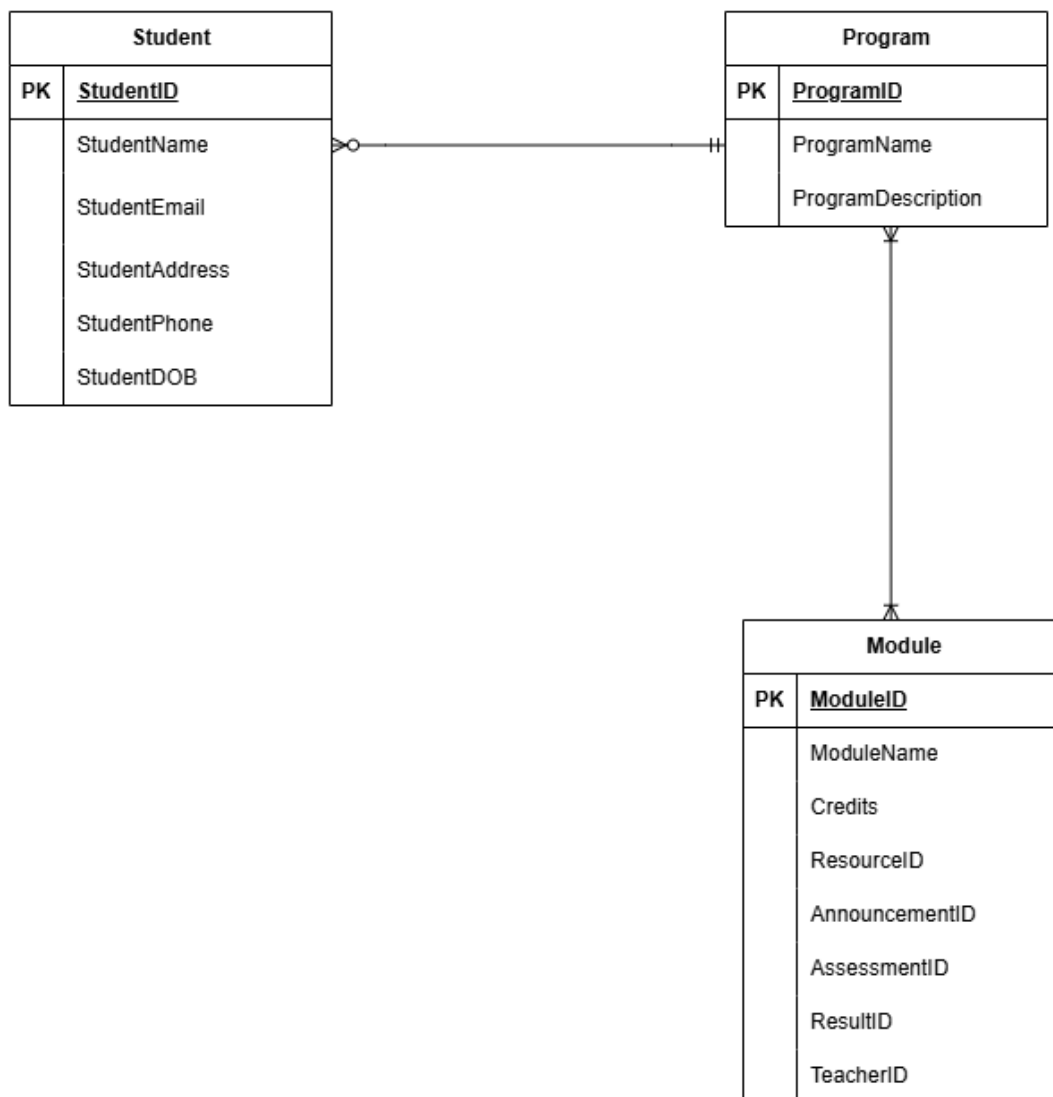 Student
PK StudentID
StudentName
StudentEmail
StudentAddress
StudentPhone
StudentDOB
Program
PK ProgramID
ProgramName
ProgramDescription
Module
PK ModuleID
ModuleName
Credits
ResourceID
AnnouncementID
AssessmentID
ResultID
TeacherID